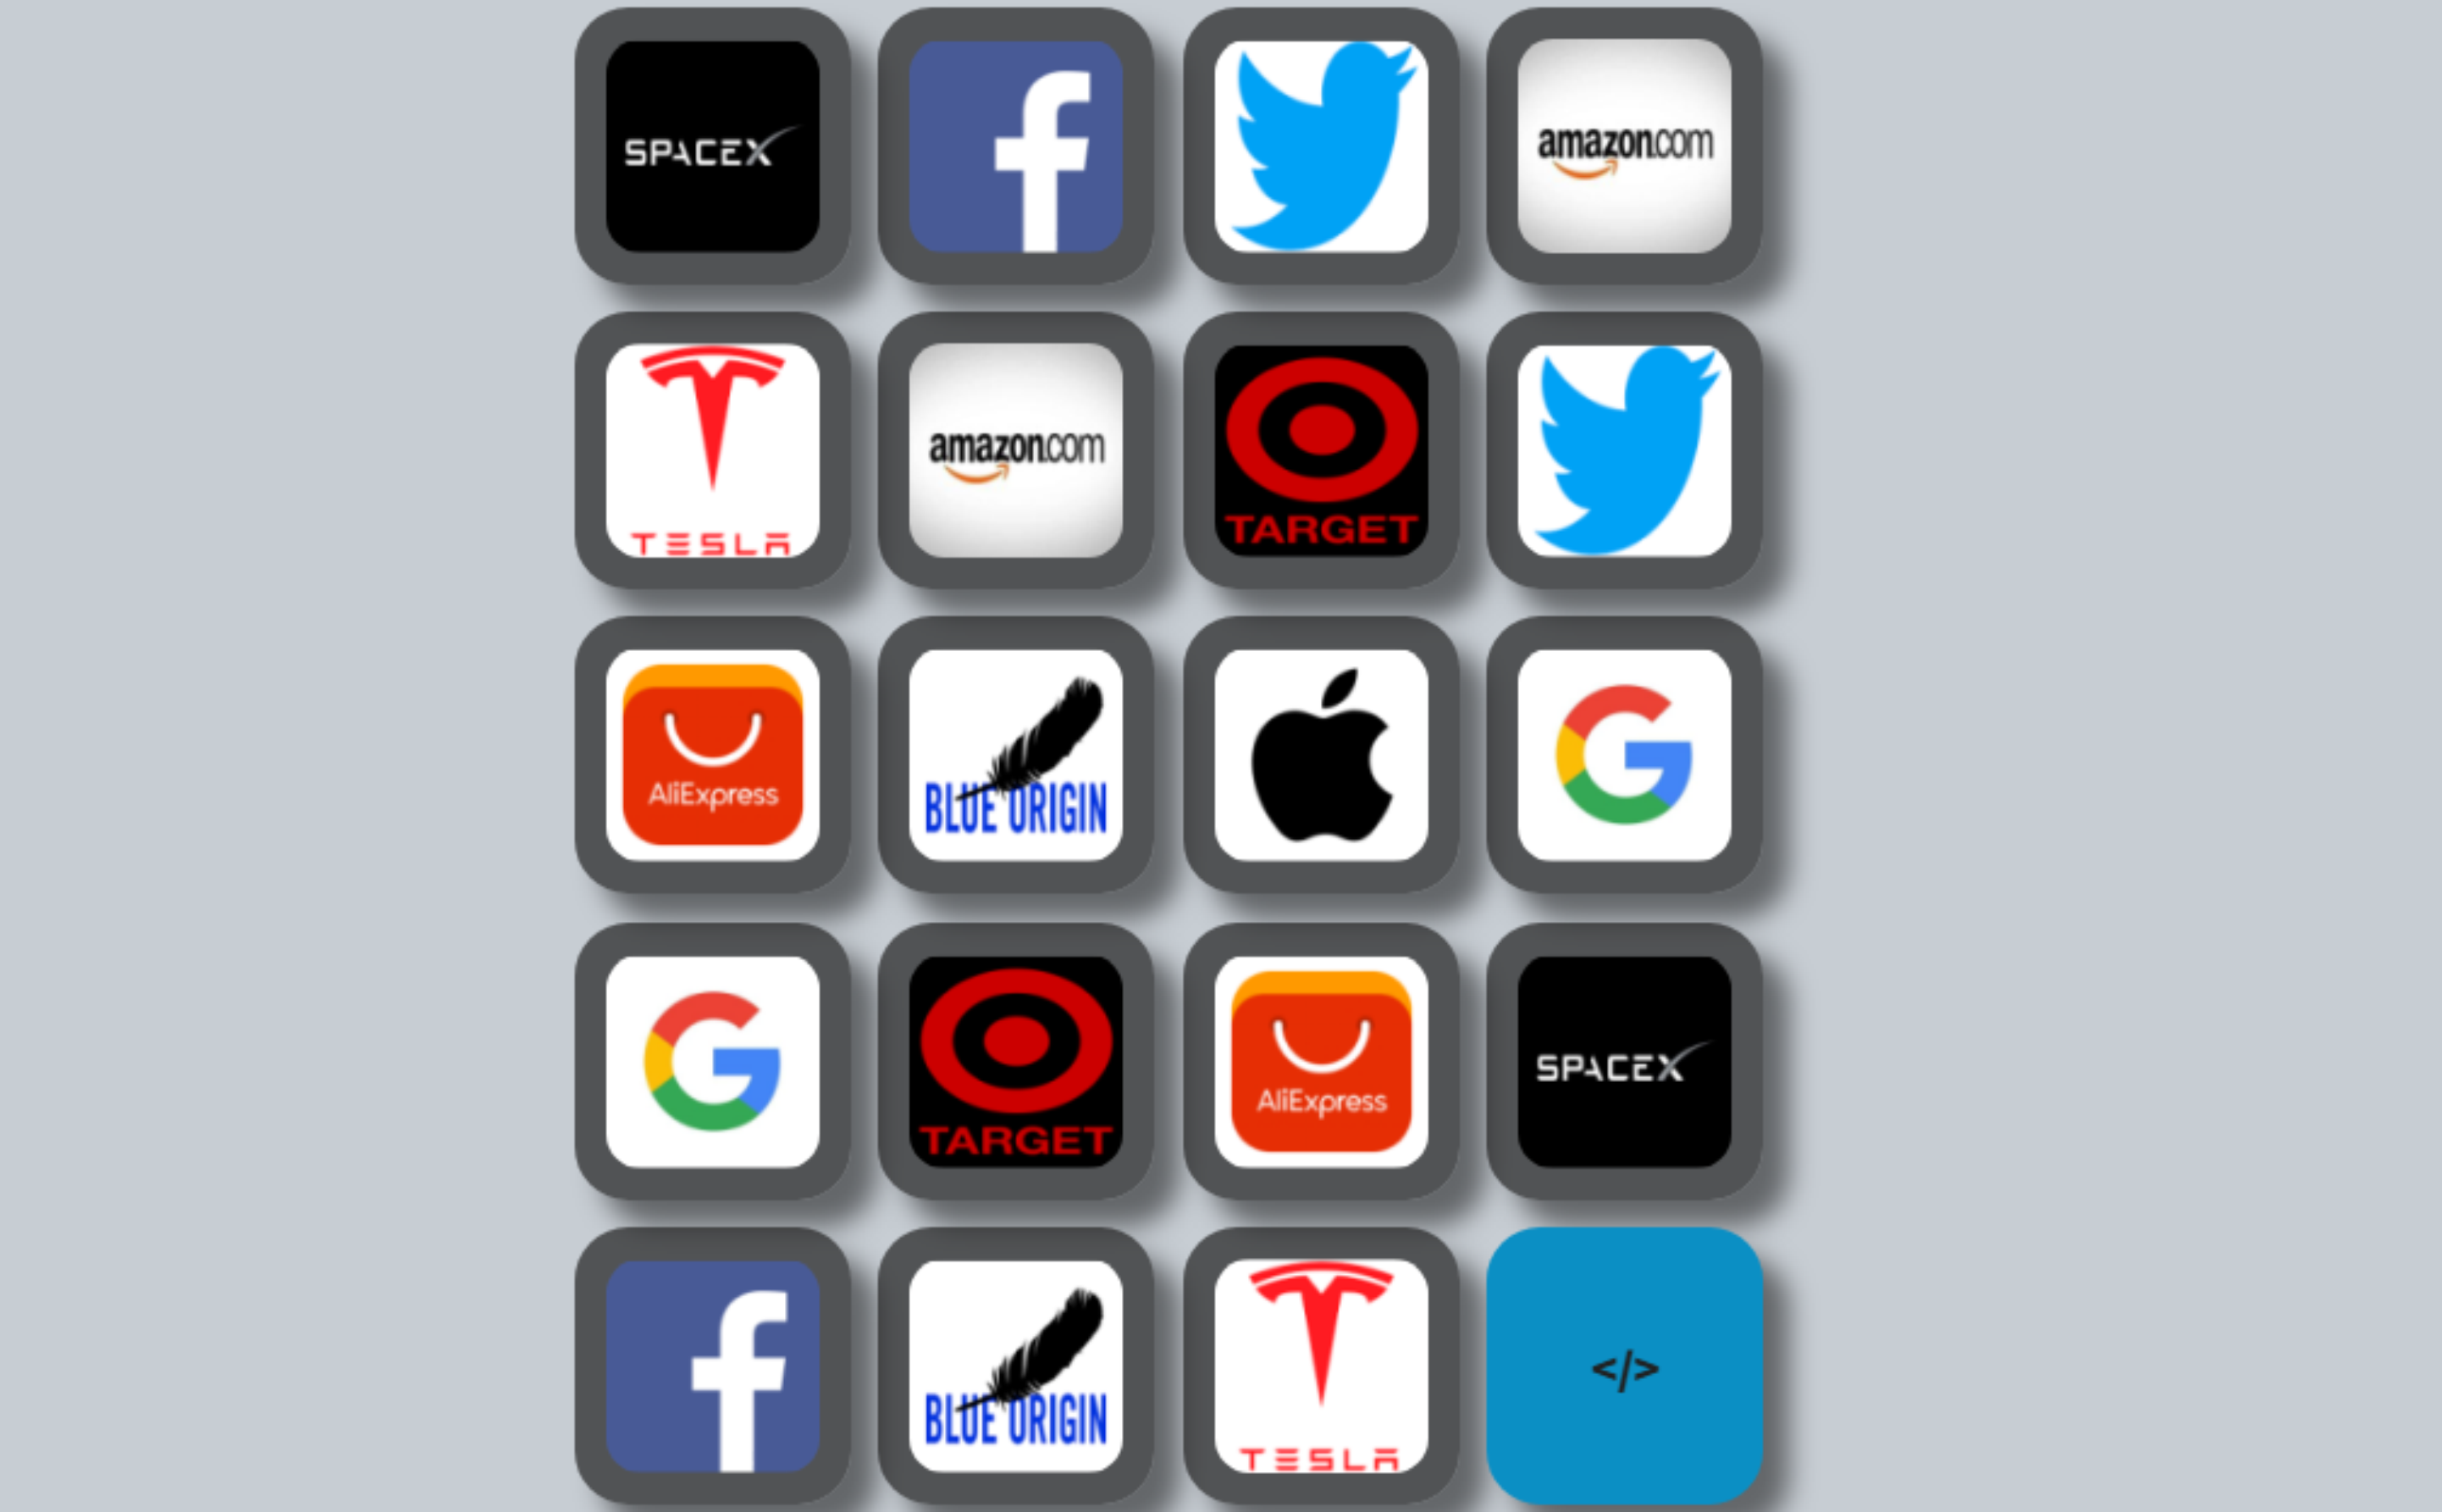 SPACEX
f
amazon.com
TESLA
amazon.com
TARGET
AliExpress
BLUE ORIGIN
G
G
TARGET
AliExpress
SPACEX
f
BLUE ORIGIN
TESLA
</>